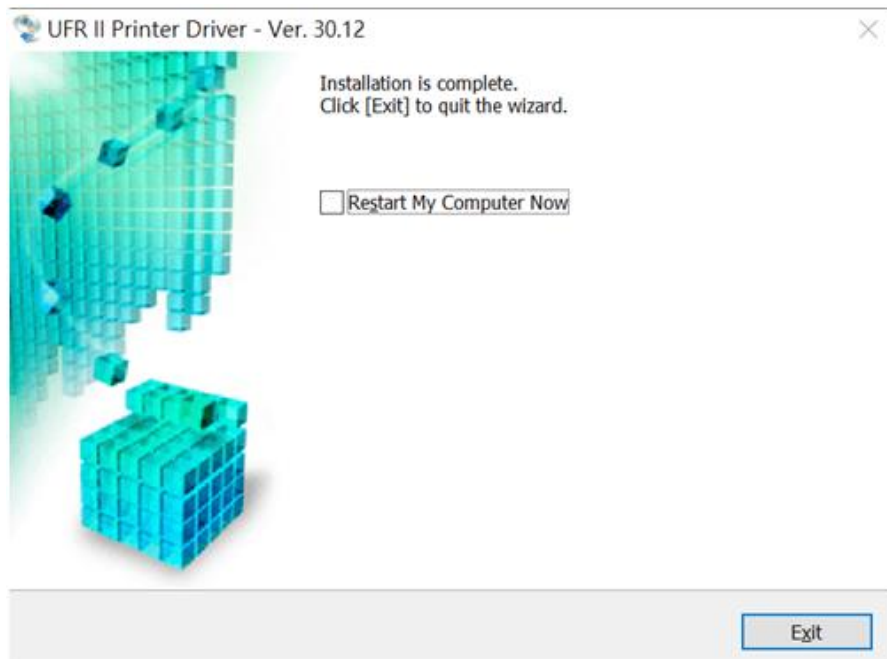 UFR II Printer Driver - Ver. 30.12
Installation is complete.
Click [Exit] to quit the wizard.
Restart My Computer Now
Exit